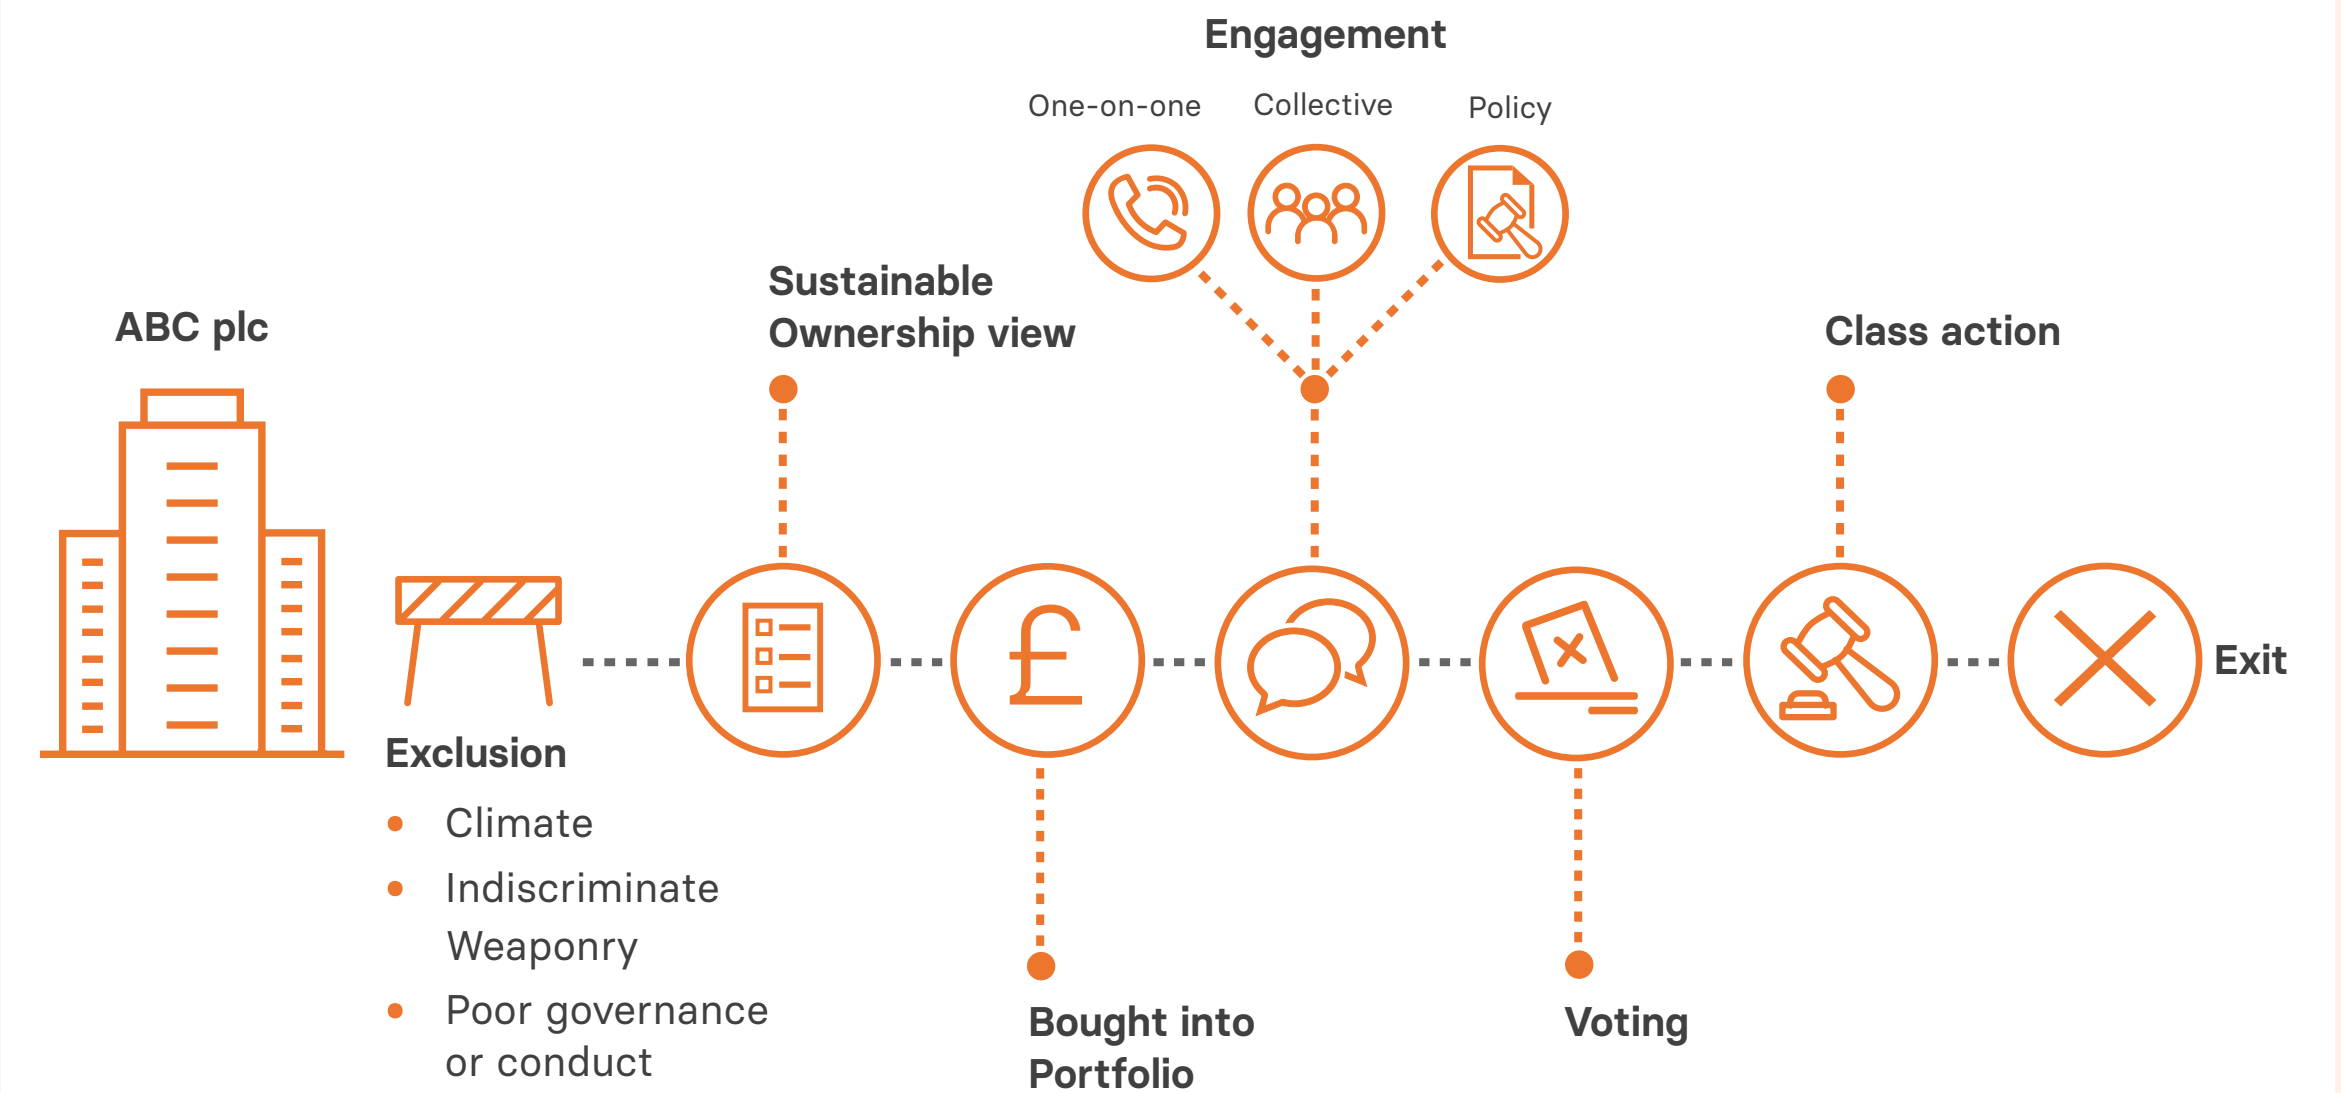 Engagement
One-on-one
Collective
Policy
Sustainable
Ownership view
ABC plc
Class action
Exit
Exclusion
• Climate
• Indiscriminate
Weaponry
• Poor governance
or conduct
Bought into
Portfolio
Voting